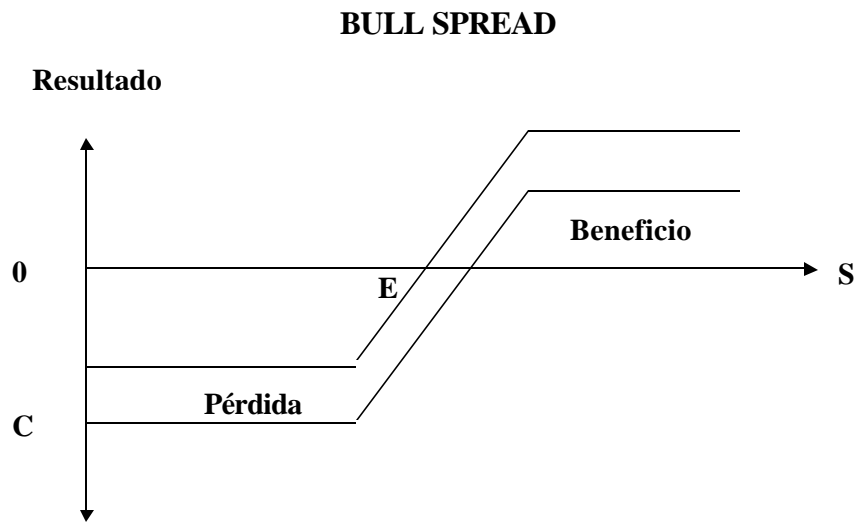 BULL SPREAD
Resultado
Beneficio
0
E
S
Pérdida
C